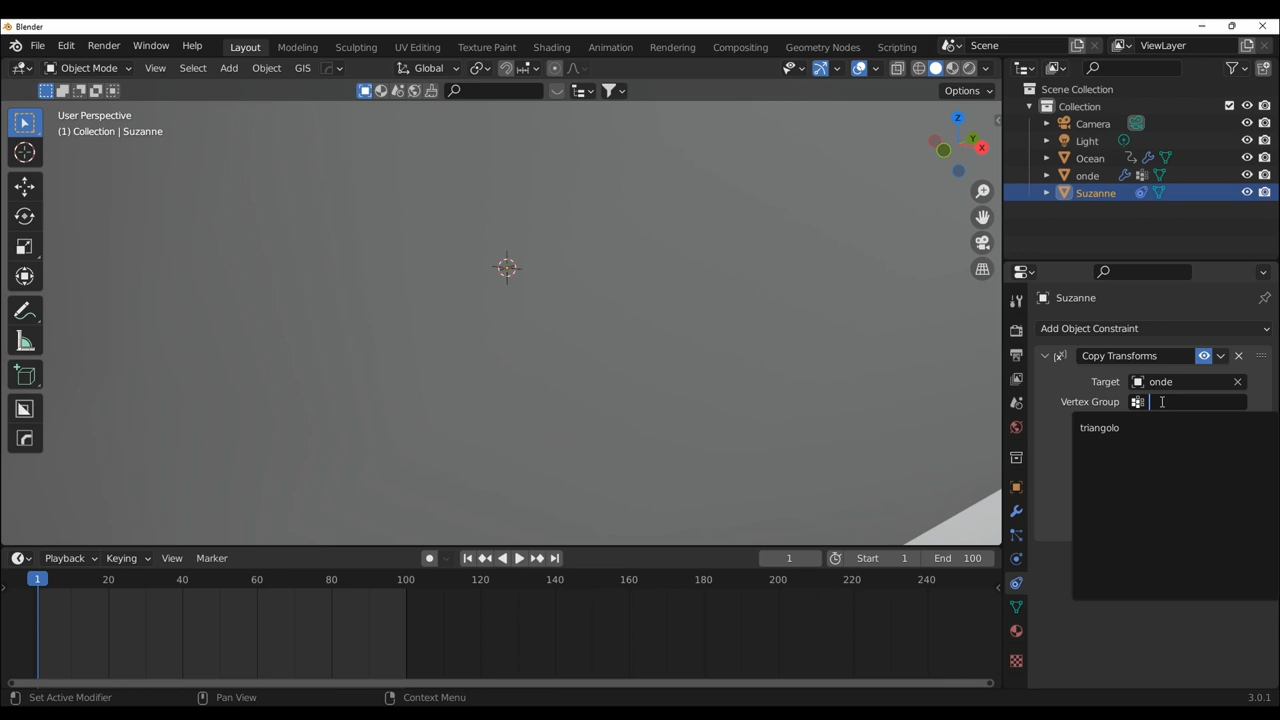 Blender
File Edit Render Window Help Layout Modeling Sculpting UV Editing Texture Paint Shading Animation Rendering Compositing Geometry Nodes Scripting Scene ViewLayer
Object Mode View Select Add Object GIS Global
Options
User Perspective
(1) Collection | Suzanne
Z
Y
X
Scene Collection
Collection
Camera
Light
Ocean
onde
Suzanne
Suzanne
Add Object Constraint
Copy Transforms
Target onde
Vertex Group
triangolo
Playback Keying View Marker 1 Start 1 End 100
1 20 40 60 80 100 120 140 160 180 200 220 240
Set Active Modifier Pan View Context Menu 3.0.1